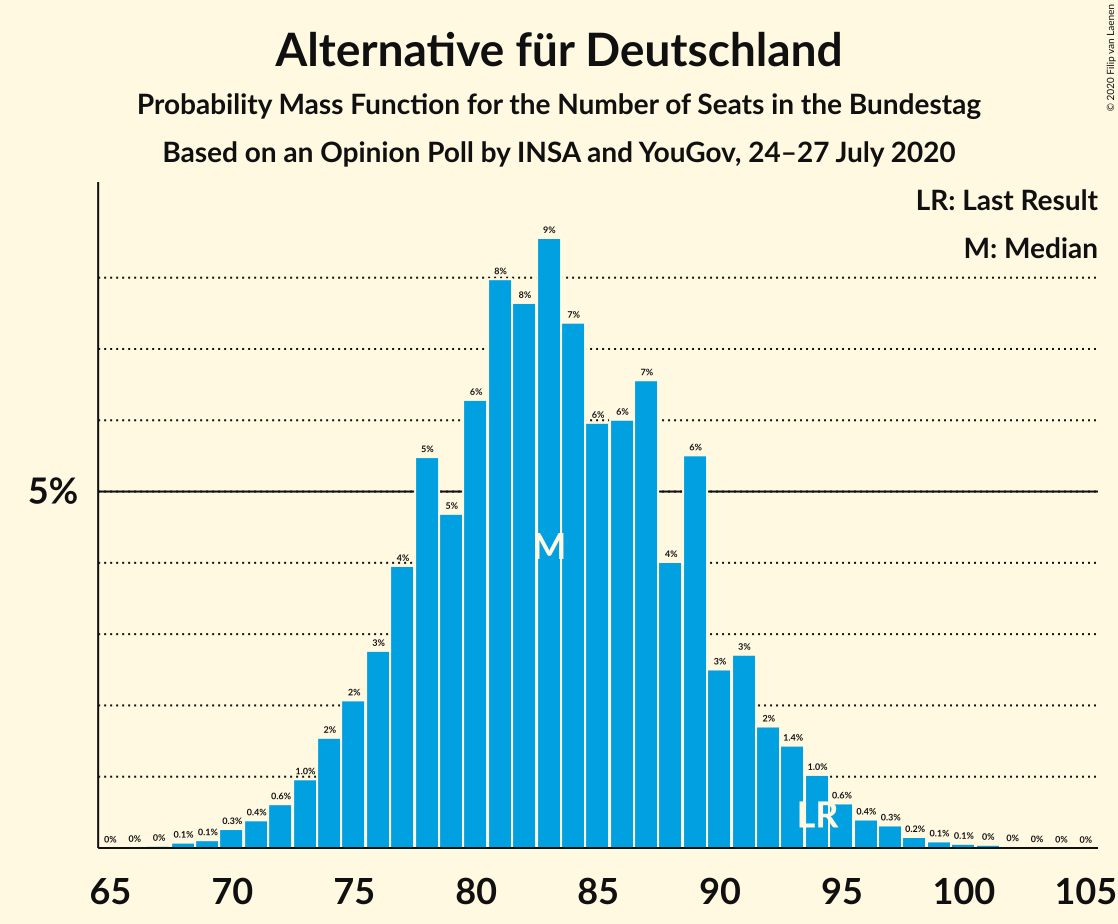 Alternative für Deutschland
Probability Mass Function for the Number of Seats in the Bundestag
Based on an Opinion Poll by INSA and YouGov, 24–27 July 2020
© 2020 Filip van Laenen
LR: Last Result
M: Median
5%
0% 0% 0% 0.1% 0.1% 0.3% 0.4% 0.6% 1.0% 2% 2% 3% 4% 5% 5% 6% 8% 8% 9% 7% 6% 6% 7% 4% 6% 3% 3% 2% 1.4% 1.0% 0.6% 0.4% 0.3% 0.2% 0.1% 0.1% 0% 0% 0% 0% 0%
M
LR
65 70 75 80 85 90 95 100 105